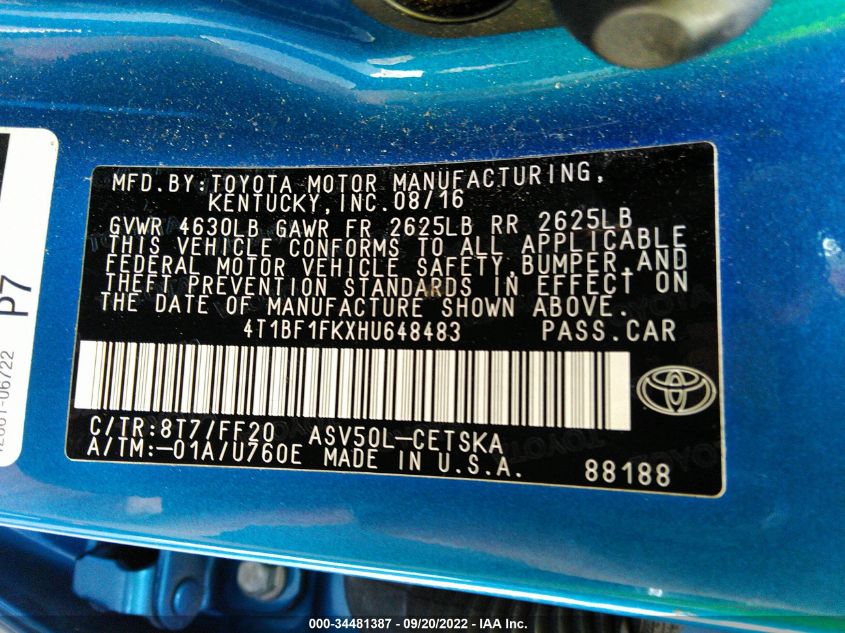 MFD.BY:TOYOTA MOTOR MANUFACTURING,
KENTUCKY,INC.08/16
GVWR 4630LB GAWR FR 2625LB RR 2625LB
THIS VEHICLE CONFORMS TO ALL APPLICABLE
FEDERAL MOTOR VEHICLE SAFETY,BUMPER,AND
THEFT PREVENTION STANDARDS IN EFFECT ON
THE DATE OF MANUFACTURE SHOWN ABOVE.
4T1BF1FKXHU648483 PASS.CAR
C/TR:8T7/FF20 ASV50L-CETSKA
A/TM:-01A/U760E MADE IN U.S.A.
88188
P7
000-34481387 - 09/20/2022 - IAA Inc.